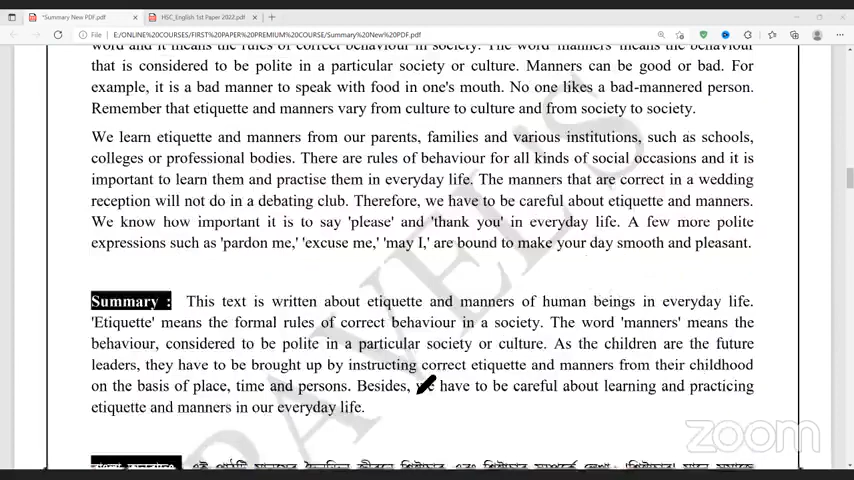 *Summary New PDF.pdf
HSC_English 1st Paper 2022.pdf
File
E:/ONLINE%20COURSES/FIRST%20PAPER%20PREMIUM%20COURSE/Summary%20New%20PDF.pdf
word and it means the rules of correct behaviour in society. The word 'manners' means the behaviour
that is considered to be polite in a particular society or culture. Manners can be good or bad. For
example, it is a bad manner to speak with food in one's mouth. No one likes a bad-mannered person.
Remember that etiquette and manners vary from culture to culture and from society to society.
We learn etiquette and manners from our parents, families and various institutions, such as schools,
colleges or professional bodies. There are rules of behaviour for all kinds of social occasions and it is
important to learn them and practise them in everyday life. The manners that are correct in a wedding
reception will not do in a debating club. Therefore, we have to be careful about etiquette and manners.
We know how important it is to say 'please' and 'thank you' in everyday life. A few more polite
expressions such as 'pardon me,' 'excuse me,' 'may I,' are bound to make your day smooth and pleasant.
Summary : This text is written about etiquette and manners of human beings in everyday life.
'Etiquette' means the formal rules of correct behaviour in a society. The word 'manners' means the
behaviour, considered to be polite in a particular society or culture. As the children are the future
leaders, they have to be brought up by instructing correct etiquette and manners from their childhood
on the basis of place, time and persons. Besides, we have to be careful about learning and practicing
etiquette and manners in our everyday life.
PAVEL'S
zoom